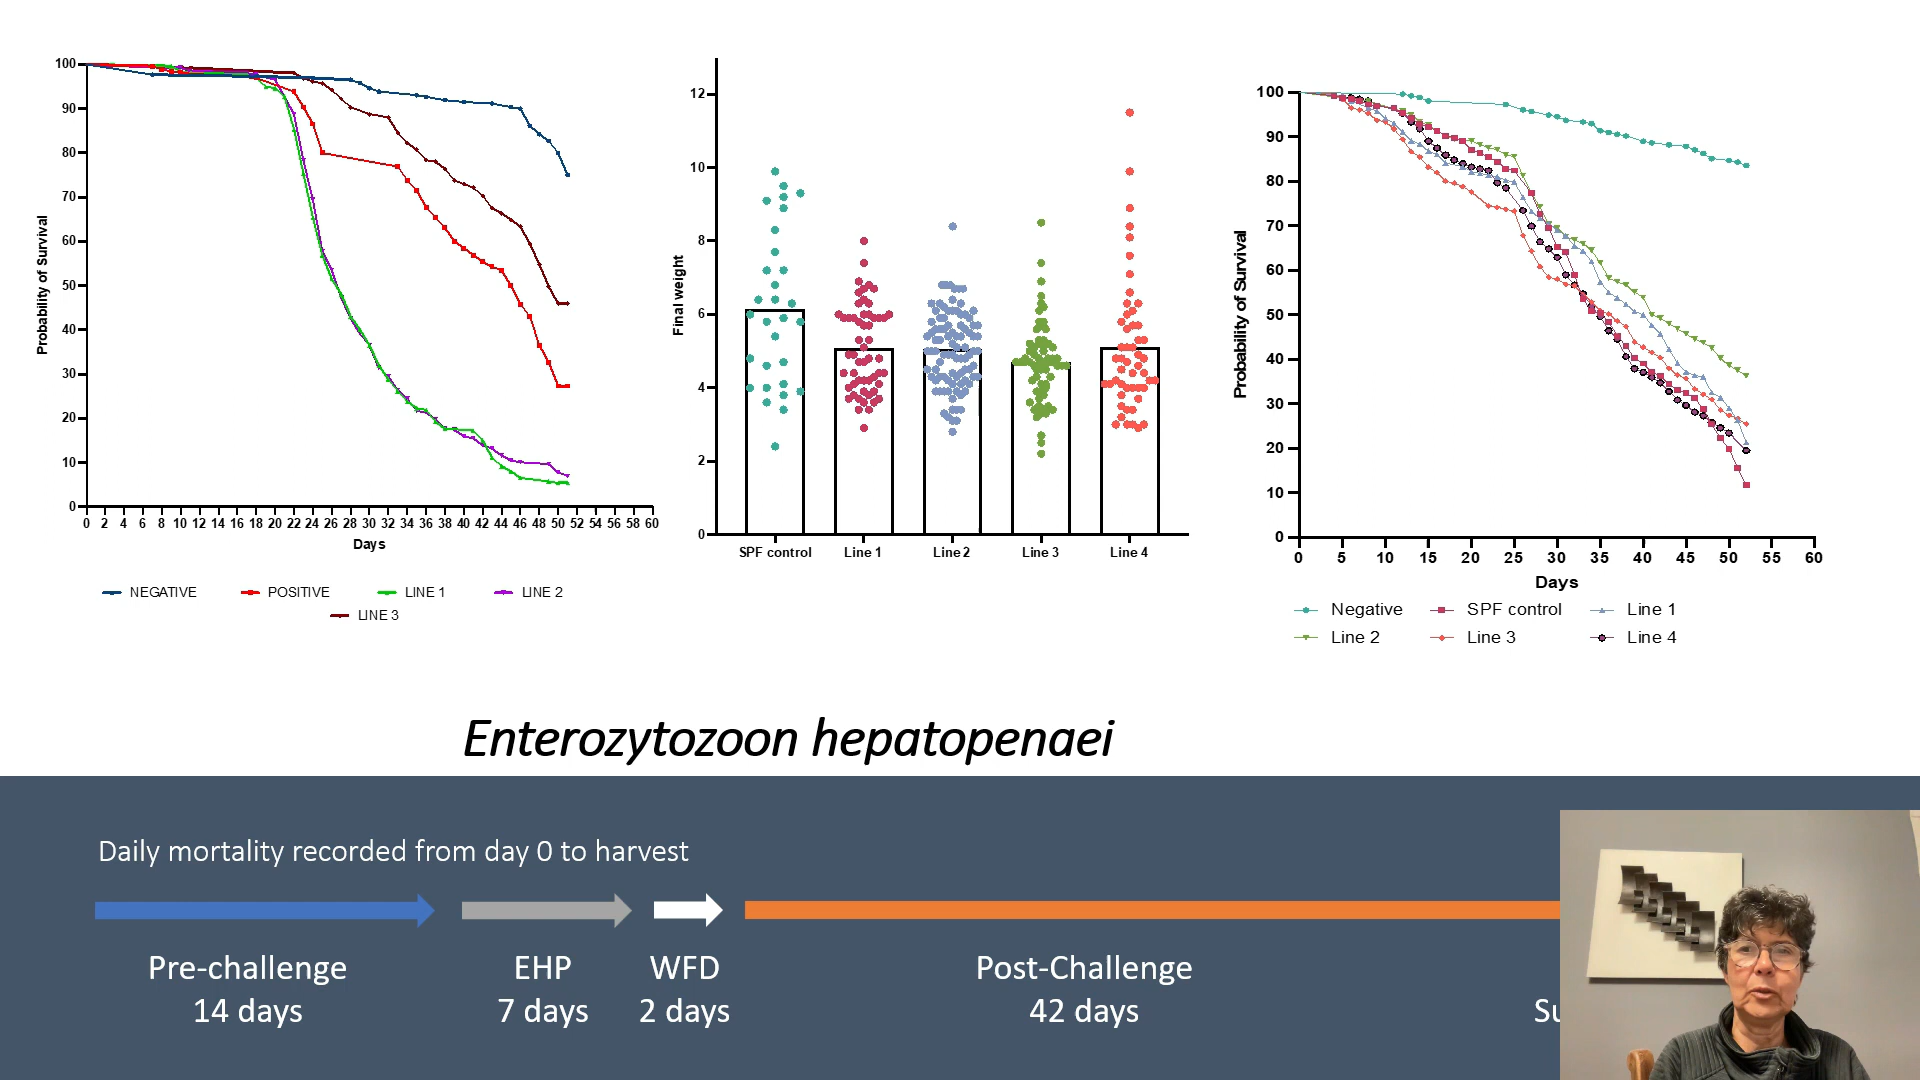 100
90
80
70
60
50
40
30
20
10
0
Probability of Survival
0 2 4 6 8 10 12 14 16 18 20 22 24 26 28 30 32 34 36 38 40 42 44 46 48 50 52 54 56 58 60
Days
NEGATIVE POSITIVE LINE 1 LINE 2
LINE 3
12
10
8
6
4
2
0
Final weight
SPF control Line 1 Line 2 Line 3 Line 4
100
90
80
70
60
50
40
30
20
10
0
Probability of Survival
0 5 10 15 20 25 30 35 40 45 50 55 60
Days
Negative SPF control Line 1
Line 2 Line 3 Line 4
Enterozytozoon hepatopenaei
Daily mortality recorded from day 0 to harvest
Pre-challenge
14 days
EHP
7 days
WFD
2 days
Post-Challenge
42 days